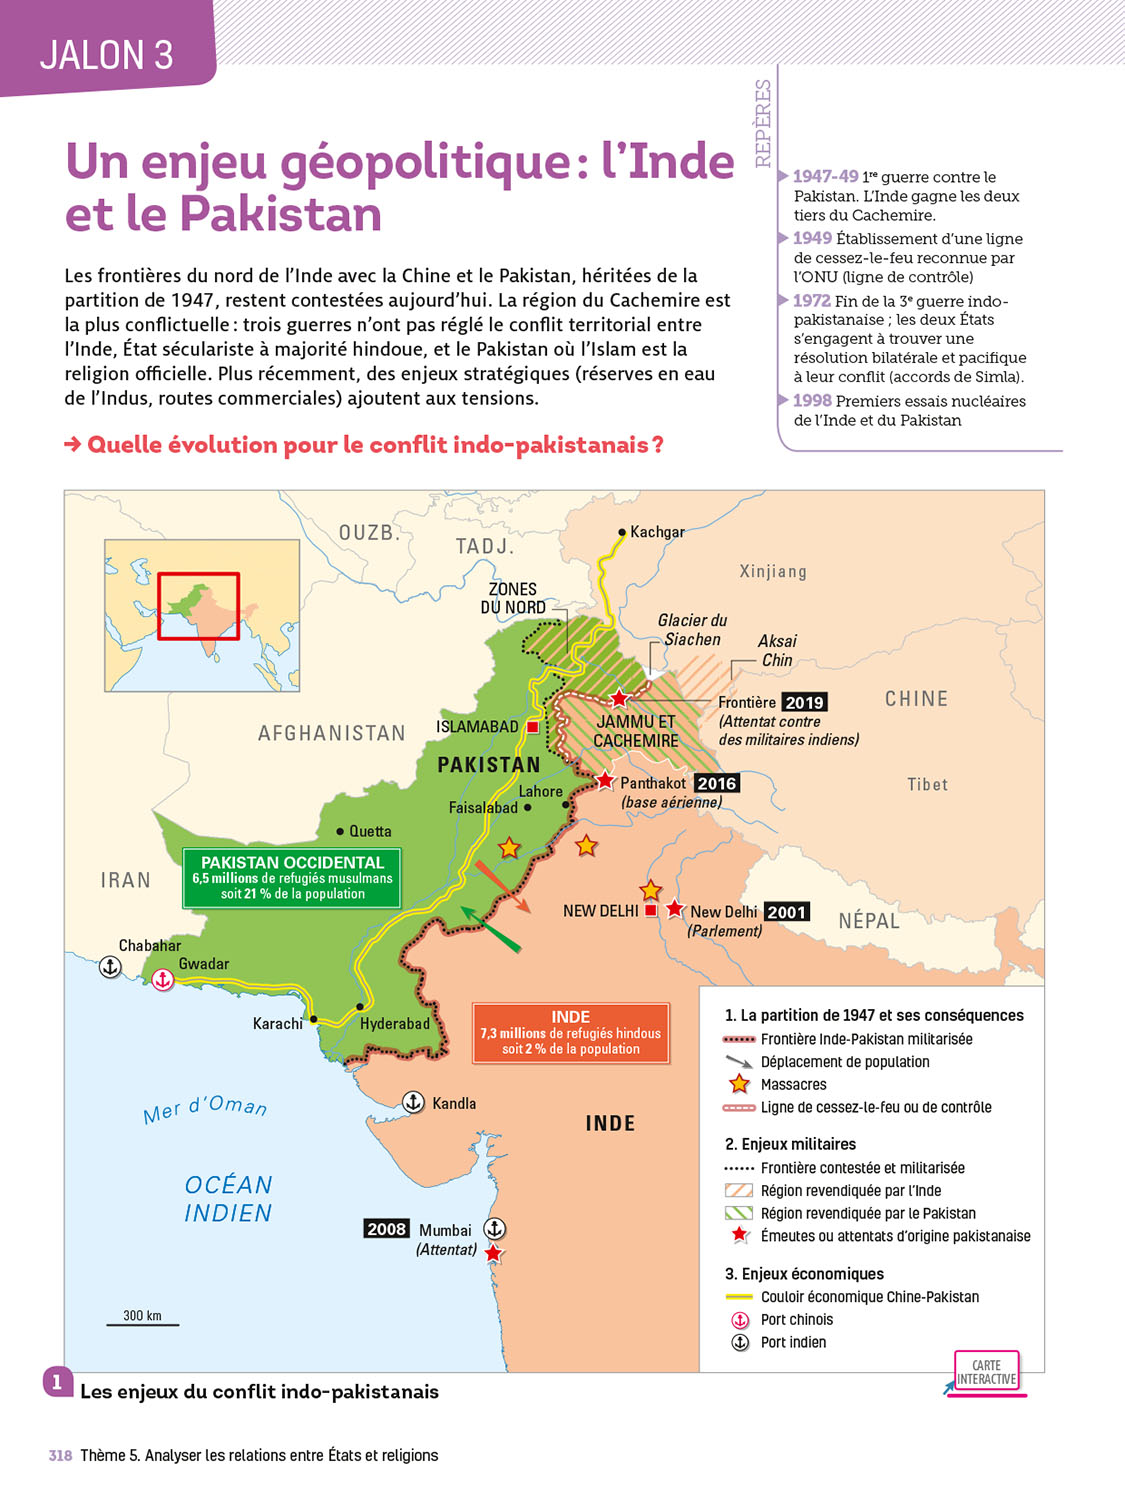 JALON 3
Un enjeu géopolitique : l'Inde
et le Pakistan
Les frontières du nord de l'Inde avec la Chine et le Pakistan, héritées de la
partition de 1947, restent contestées aujourd'hui. La région du Cachemire est
la plus conflictuelle : trois guerres n'ont pas réglé le conflit territorial entre
l'Inde, État séculariste à majorité hindoue, et le Pakistan où l'Islam est la
religion officielle. Plus récemment, des enjeux stratégiques (réserves en eau
de l'Indus, routes commerciales) ajoutent aux tensions.
→ Quelle évolution pour le conflit indo-pakistanais ?
REPÈRES
1947-49 1re guerre contre le
Pakistan. L'Inde gagne les deux
tiers du Cachemire.
1949 Établissement d'une ligne
de cessez-le-feu reconnue par
l'ONU (ligne de contrôle)
1972 Fin de la 3e guerre indo-
pakistanaise ; les deux États
s'engagent à trouver une
résolution bilatérale et pacifique
à leur conflit (accords de Simla).
1998 Premiers essais nucléaires
de l'Inde et du Pakistan
OUZB.
TADJ.
Kachgar
Xinjiang
ZONES
DU NORD
Glacier du
Siachen
Aksai
Chin
CHINE
AFGHANISTAN
ISLAMABAD
JAMMU ET
CACHEMIRE
Frontière 2019
(Attentat contre
des militaires indiens)
PAKISTAN
Tibet
Panthakot 2016
(base aérienne)
Lahore
Faisalabad
Quetta
PAKISTAN OCCIDENTAL
6,5 millions de refugiés musulmans
soit 21 % de la population
IRAN
NEW DELHI
New Delhi 2001
(Parlement)
NÉPAL
Chabahar
Gwadar
Karachi
Hyderabad
INDE
7,3 millions de refugiés hindous
soit 2 % de la population
Mer d'Oman
Kandla
INDE
OCÉAN
INDIEN
2008 Mumbai
(Attentat)
300 km
1. La partition de 1947 et ses conséquences
Frontière Inde-Pakistan militarisée
Déplacement de population
Massacres
Ligne de cessez-le-feu ou de contrôle
2. Enjeux militaires
Frontière contestée et militarisée
Région revendiquée par l'Inde
Région revendiquée par le Pakistan
Émeutes ou attentats d'origine pakistanaise
3. Enjeux économiques
Couloir économique Chine-Pakistan
Port chinois
Port indien
CARTE
INTERACTIVE
1 Les enjeux du conflit indo-pakistanais
318 Thème 5. Analyser les relations entre États et religions